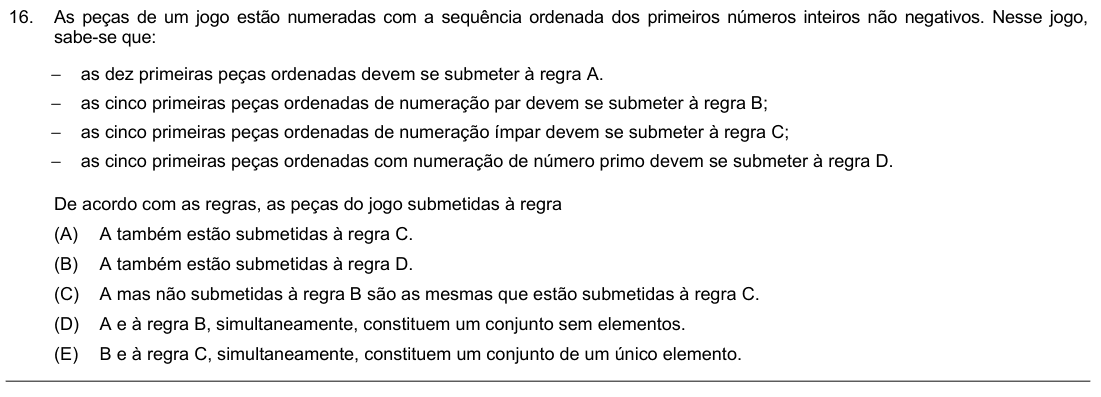 16. As peças de um jogo estão numeradas com a sequência ordenada dos primeiros números inteiros não negativos. Nesse jogo,
sabe-se que:
– as dez primeiras peças ordenadas devem se submeter à regra A.
– as cinco primeiras peças ordenadas de numeração par devem se submeter à regra B;
– as cinco primeiras peças ordenadas de numeração ímpar devem se submeter à regra C;
– as cinco primeiras peças ordenadas com numeração de número primo devem se submeter à regra D.
De acordo com as regras, as peças do jogo submetidas à regra
(A) A também estão submetidas à regra C.
(B) A também estão submetidas à regra D.
(C) A mas não submetidas à regra B são as mesmas que estão submetidas à regra C.
(D) A e à regra B, simultaneamente, constituem um conjunto sem elementos.
(E) B e à regra C, simultaneamente, constituem um conjunto de um único elemento.